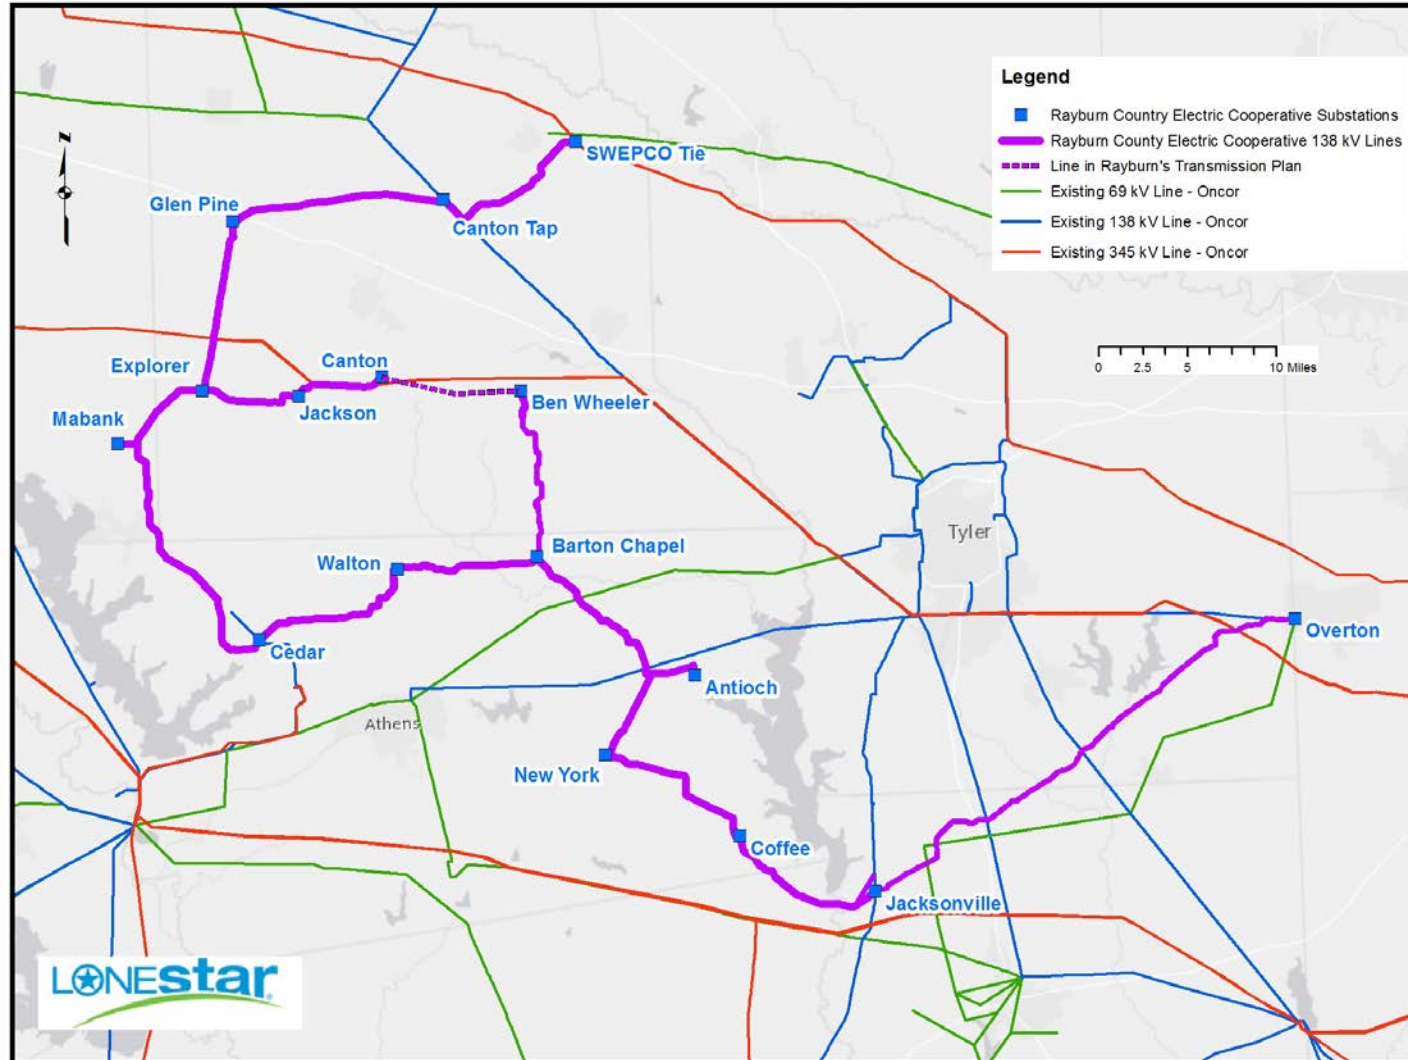 Legend
Rayburn Country Electric Cooperative Substations
Rayburn County Electric Cooperative 138 kV Lines
Line in Rayburn's Transmission Plan
Existing 69 kV Line - Oncor
Existing 138 kV Line - Oncor
Existing 345 kV Line - Oncor
N
SWEPCO Tie
Glen Pine
Canton Tap
0 2.5 5 10 Miles
Explorer
Canton
Jackson
Ben Wheeler
Mabank
Tyler
Barton Chapel
Walton
Cedar
Overton
Antioch
Athens
New York
Coffee
Jacksonville
LONEstar